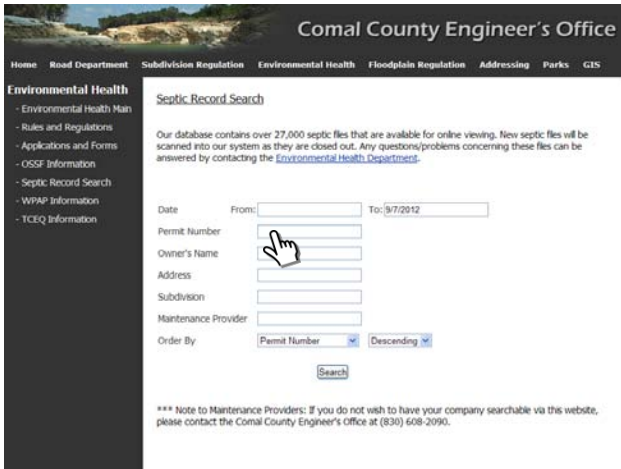 Comal County Engineer's Office
Home Road Department Subdivision Regulation Environmental Health Floodplain Regulation Addressing Parks GIS
Environmental Health
- Environmental Health Main
- Rules and Regulations
- Applications and Forms
- OSSF Information
- Septic Record Search
- WPAP Information
- TCEQ Information
Septic Record Search
Our database contains over 27,000 septic files that are available for online viewing. New septic files will be
scanned into our system as they are closed out. Any questions/problems concerning these files can be
answered by contacting the Environmental Health Department.
Date From: To: 9/7/2012
Permit Number
Owner's Name
Address
Subdivision
Maintenance Provider
Order By Permit Number Descending
Search
*** Note to Maintenance Providers: If you do not wish to have your company searchable via this website,
please contact the Comal County Engineer's Office at (830) 608-2090.